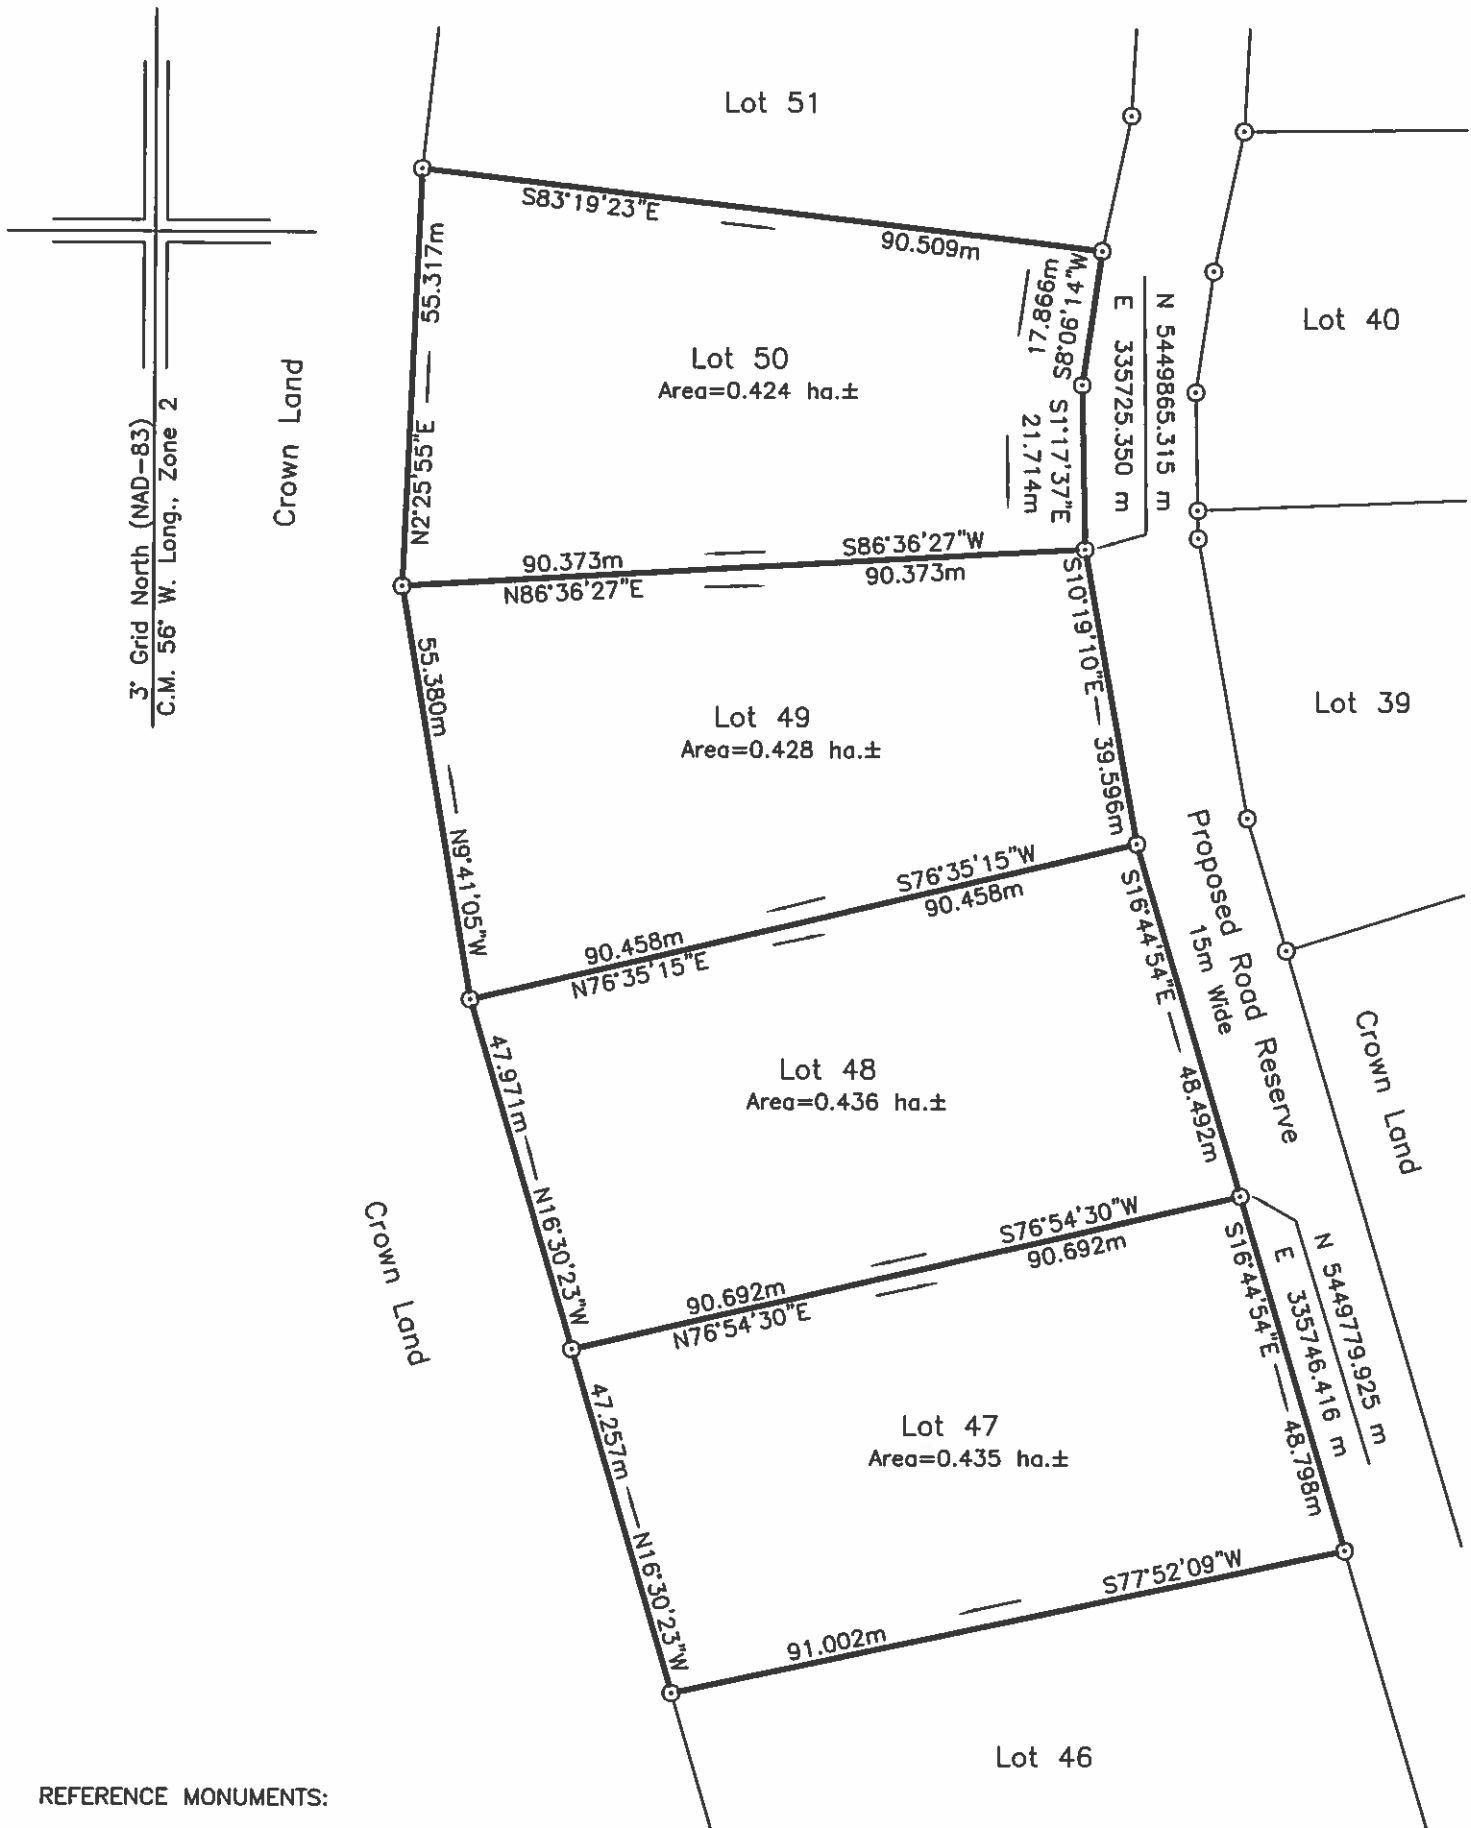 Lot 51
S83°19'23"E
90.509m
55.317m
N2°25'55"E
17.866m
S8°06'14"W
S1°17'37"E
21.714m
N 5449865.315 m
E 335725.350 m
Lot 40
Lot 50
Area=0.424 ha.±
Crown Land
3° Grid North (NAD-83)
C.M. 56° W. Long., Zone 2
90.373m
N86°36'27"E
S86°36'27"W
90.373m
S10°19'10"E
39.596m
55.380m
N9°41'05"W
Lot 49
Area=0.428 ha.±
Lot 39
Proposed Road Reserve
15m Wide
S76°35'15"W
90.458m
90.458m
N76°35'15"E
S16°44'54"E
48.492m
47.971m
N16°30'23"W
Lot 48
Area=0.436 ha.±
Crown Land
Crown Land
S76°54'30"W
90.692m
90.692m
N76°54'30"E
S16°44'54"E
48.798m
N 5449779.925 m
E 335746.416 m
47.257m
N16°30'23"W
Lot 47
Area=0.435 ha.±
S77°52'09"W
91.002m
Lot 46
REFERENCE MONUMENTS: